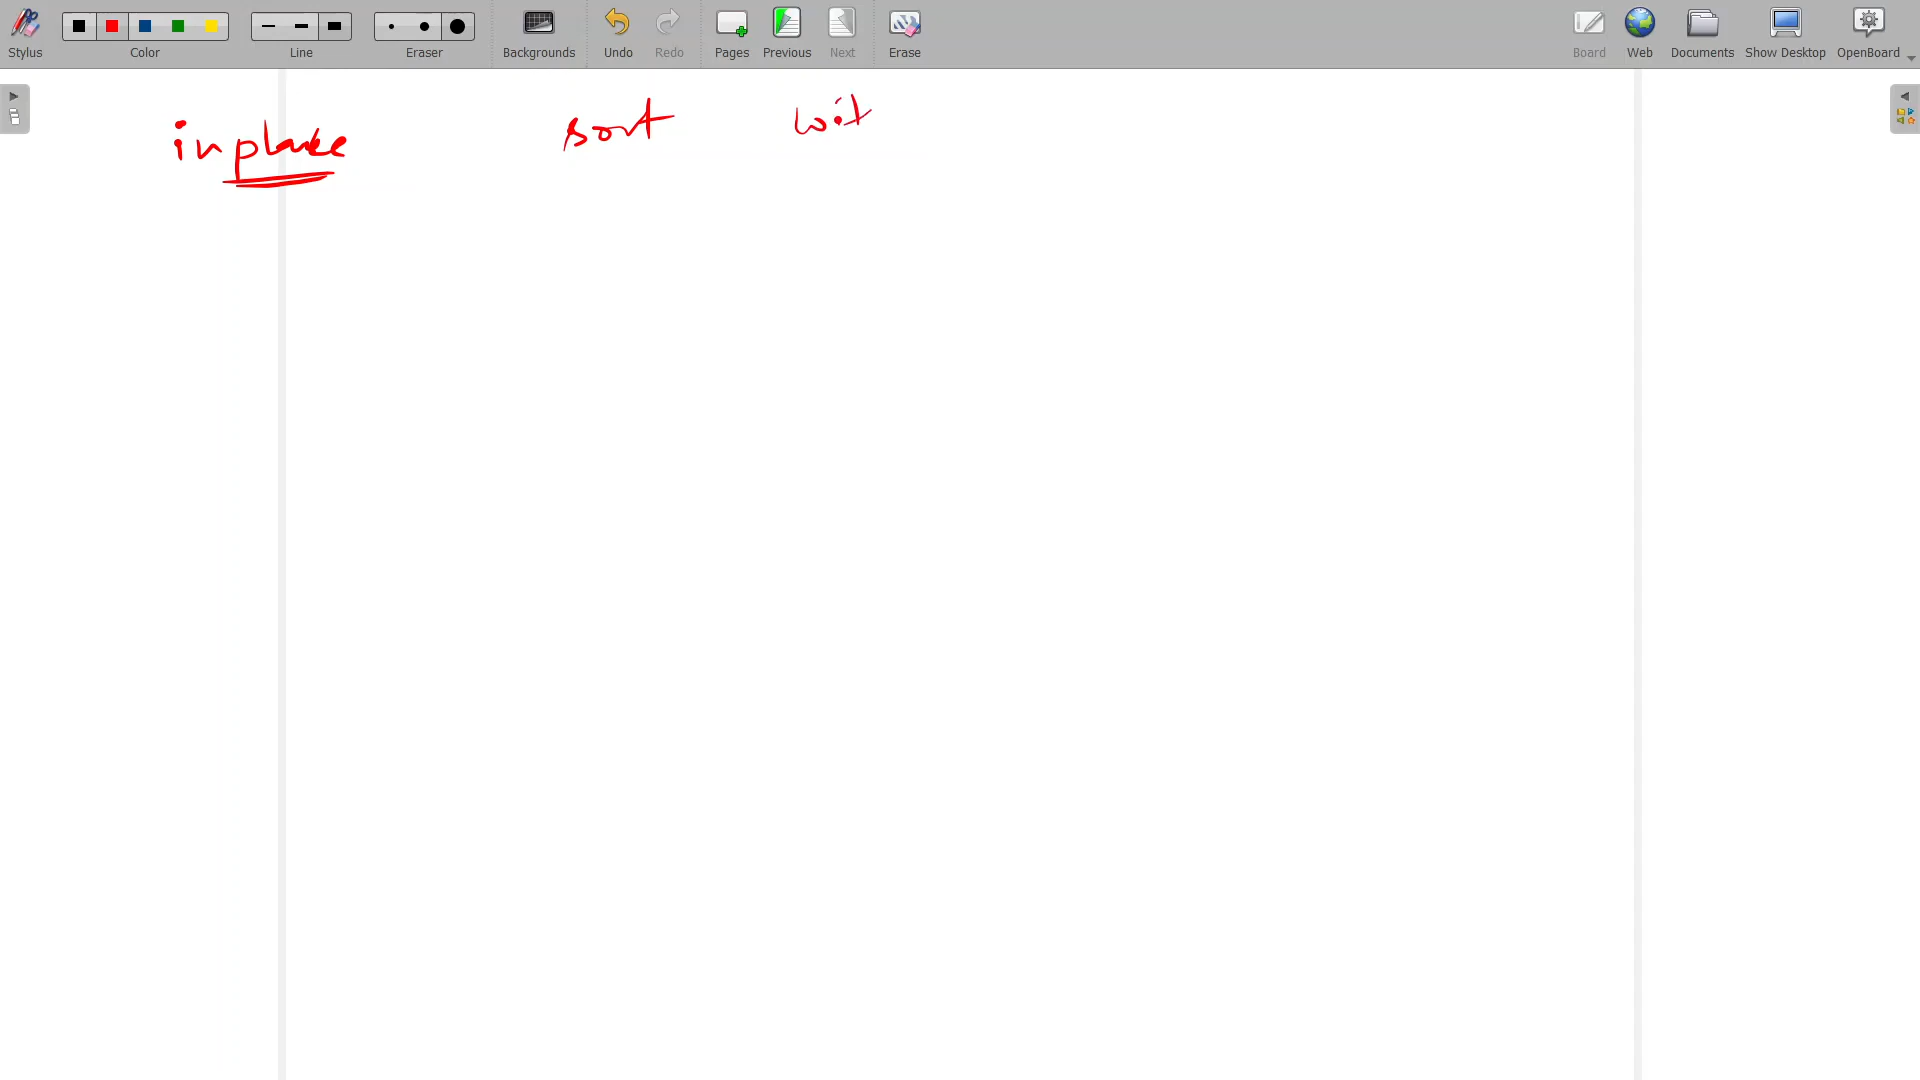 Stylus Color Line Eraser Backgrounds Undo Redo Pages Previous Next Erase Board Web Documents Show Desktop OpenBoard
inplace sort wit